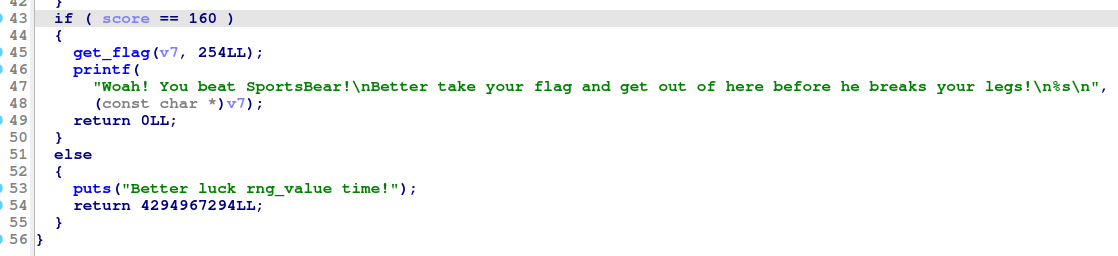 42 }
43 if ( score == 160 )
44 {
45 get_flag(v7, 254LL);
46 printf(
47 "Woah! You beat SportsBear!\nBetter take your flag and get out of here before he breaks your legs!\n%s\n",
48 (const char *)v7);
49 return 0LL;
50 }
51 else
52 {
53 puts("Better luck rng_value time!");
54 return 4294967294LL;
55 }
56 }